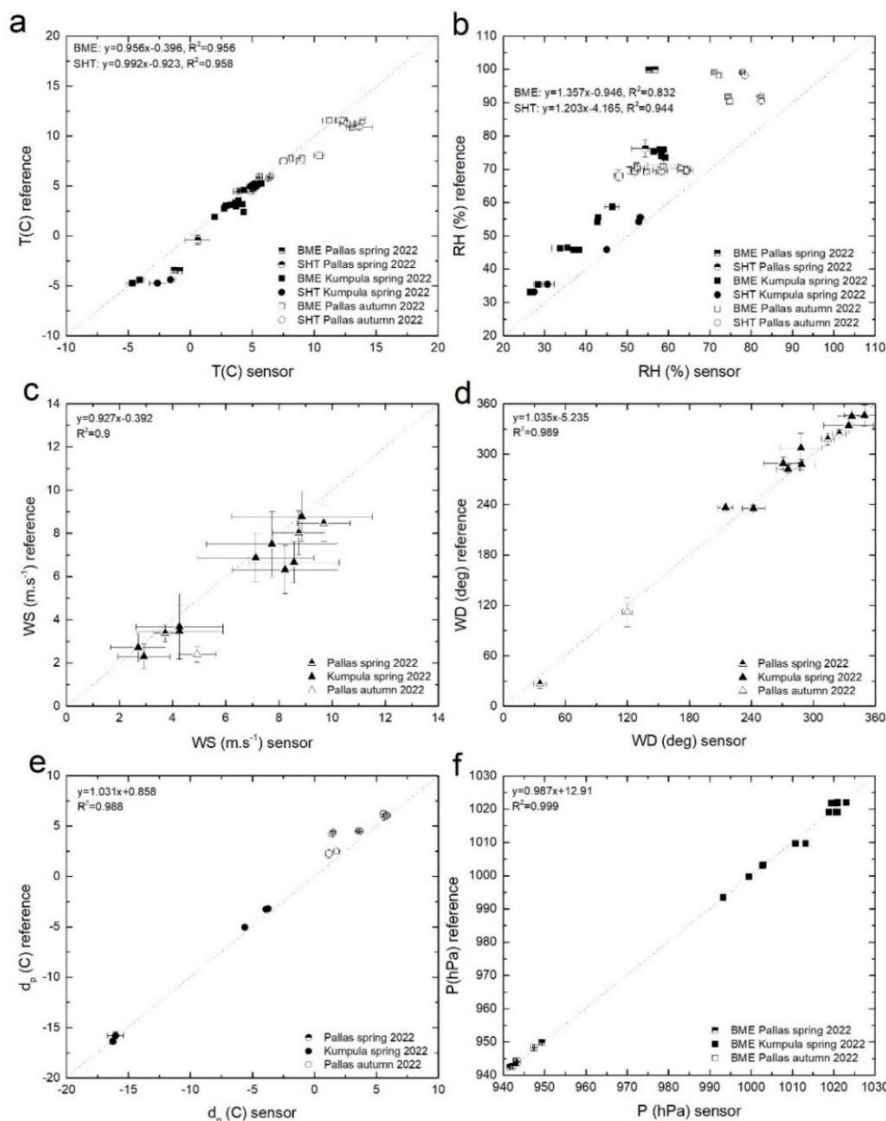 a
BME: y=0.956x-0.396, R²=0.956
SHT: y=0.992x-0.923, R²=0.958
T(C) reference
20
15
10
5
0
-5
-10
BME Pallas spring 2022
SHT Pallas spring 2022
BME Kumpula spring 2022
SHT Kumpula spring 2022
BME Pallas autumn 2022
SHT Pallas autumn 2022
-10 -5 0 5 10 15 20
T(C) sensor
b
BME: y=1.357x-0.946, R²=0.832
SHT: y=1.203x-4.165, R²=0.944
RH (%) reference
110
100
90
80
70
60
50
40
30
20
BME Pallas spring 2022
SHT Pallas spring 2022
BME Kumpula spring 2022
SHT Kumpula spring 2022
BME Pallas autumn 2022
SHT Pallas autumn 2022
20 30 40 50 60 70 80 90 100 110
RH (%) sensor
c
y=0.927x-0.392
R²=0.9
WS (m.s⁻¹) reference
14
12
10
8
6
4
2
0
Pallas spring 2022
Kumpula spring 2022
Pallas autumn 2022
0 2 4 6 8 10 12 14
WS (m.s⁻¹) sensor
d
y=1.035x-5.235
R²=0.989
WD (deg) reference
360
300
240
180
120
60
0
Pallas spring 2022
Kumpula spring 2022
Pallas autumn 2022
0 60 120 180 240 300 360
WD (deg) sensor
e
y=1.031x+0.858
R²=0.988
dₚ (C) reference
10
5
0
-5
-10
-15
-20
Pallas spring 2022
Kumpula spring 2022
Pallas autumn 2022
-20 -15 -10 -5 0 5 10
dₚ (C) sensor
f
y=0.987x+12.91
R²=0.999
P(hPa) reference
1030
1020
1010
1000
990
980
970
960
950
940
BME Pallas spring 2022
BME Kumpula spring 2022
BME Pallas autumn 2022
940 950 960 970 980 990 1000 1010 1020 1030
P (hPa) sensor